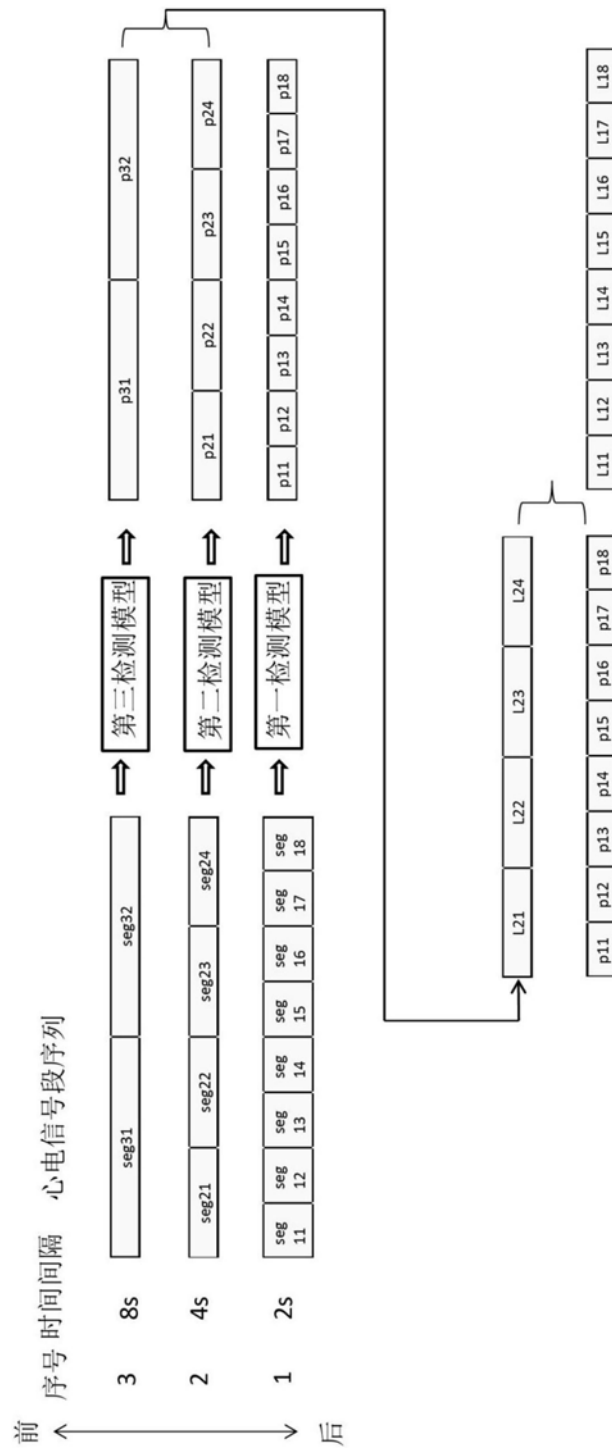 前
后
序号 时间间隔 心电信号段序列
3 8s seg31 seg32 第三检测模型 p31 p32
2 4s seg21 seg22 seg23 seg24 第二检测模型 p21 p22 p23 p24
1 2s seg 11 seg 12 seg 13 seg 14 seg 15 seg 16 seg 17 seg 18 第一检测模型 p11 p12 p13 p14 p15 p16 p17 p18
L21 L22 L23 L24
p11 p12 p13 p14 p15 p16 p17 p18 L11 L12 L13 L14 L15 L16 L17 L18